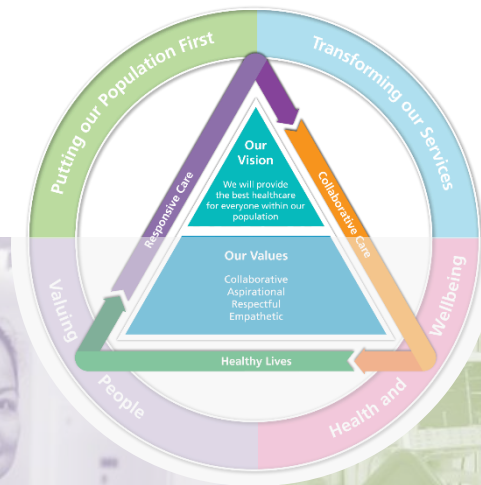 Putting our Population First
Transforming our Services
Our
Vision
We will provide
the best healthcare
for everyone within our
population
Responsive Care
Collaborative Care
Our Values
Collaborative
Aspirational
Respectful
Empathetic
Healthy Lives
Valuing
People
Health and
Wellbeing